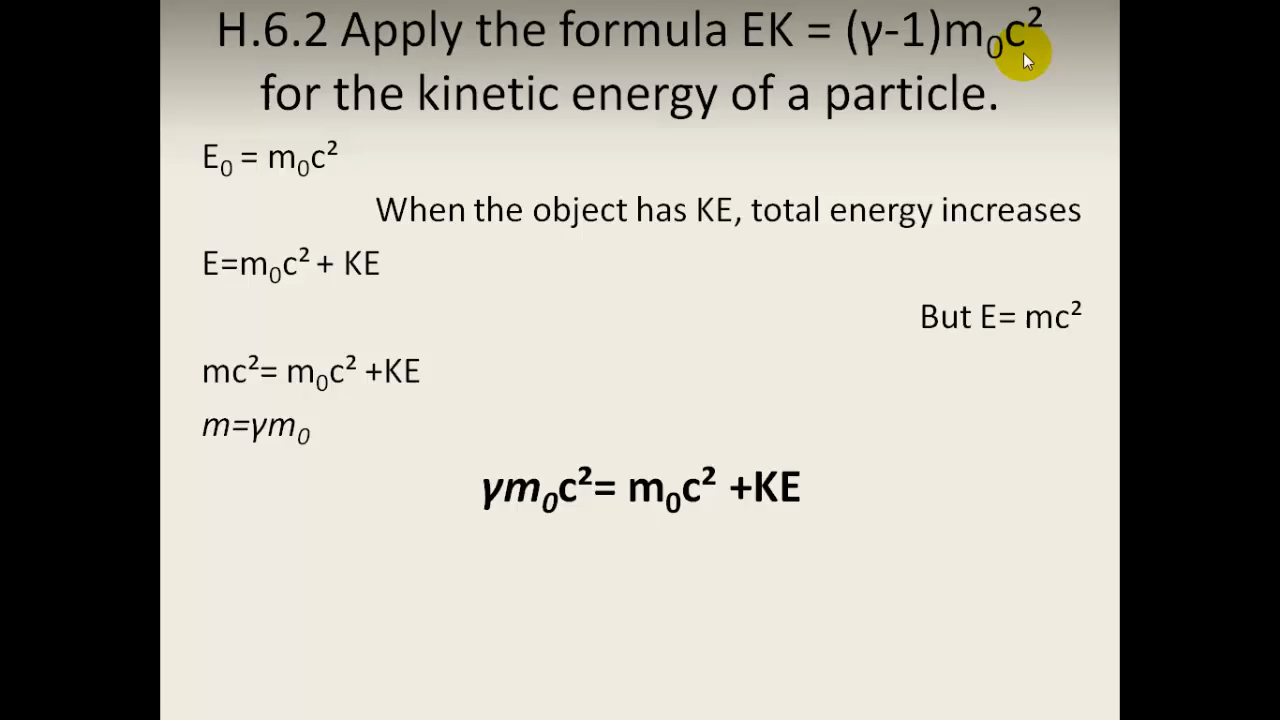 H.6.2 Apply the formula EK = (γ-1)m₀c²
for the kinetic energy of a particle.
E₀ = m₀c²
When the object has KE, total energy increases
E=m₀c² + KE
But E= mc²
mc²= m₀c² +KE
m=γm₀
γm₀c²= m₀c² +KE